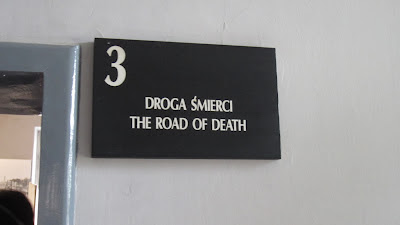 3
DROGA ŚMIERCI
THE ROAD OF DEATH